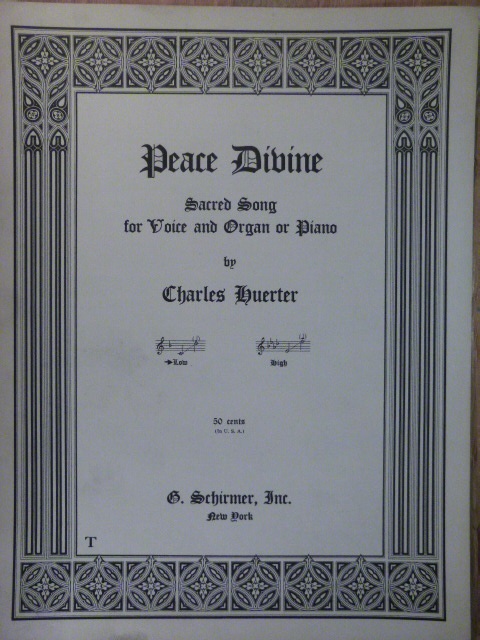 Peace Divine
Sacred Song
for Voice and Organ or Piano
by
Charles Huerter
Low
High
50 cents
(In U. S. A.)
G. Schirmer, Inc.
New York
T